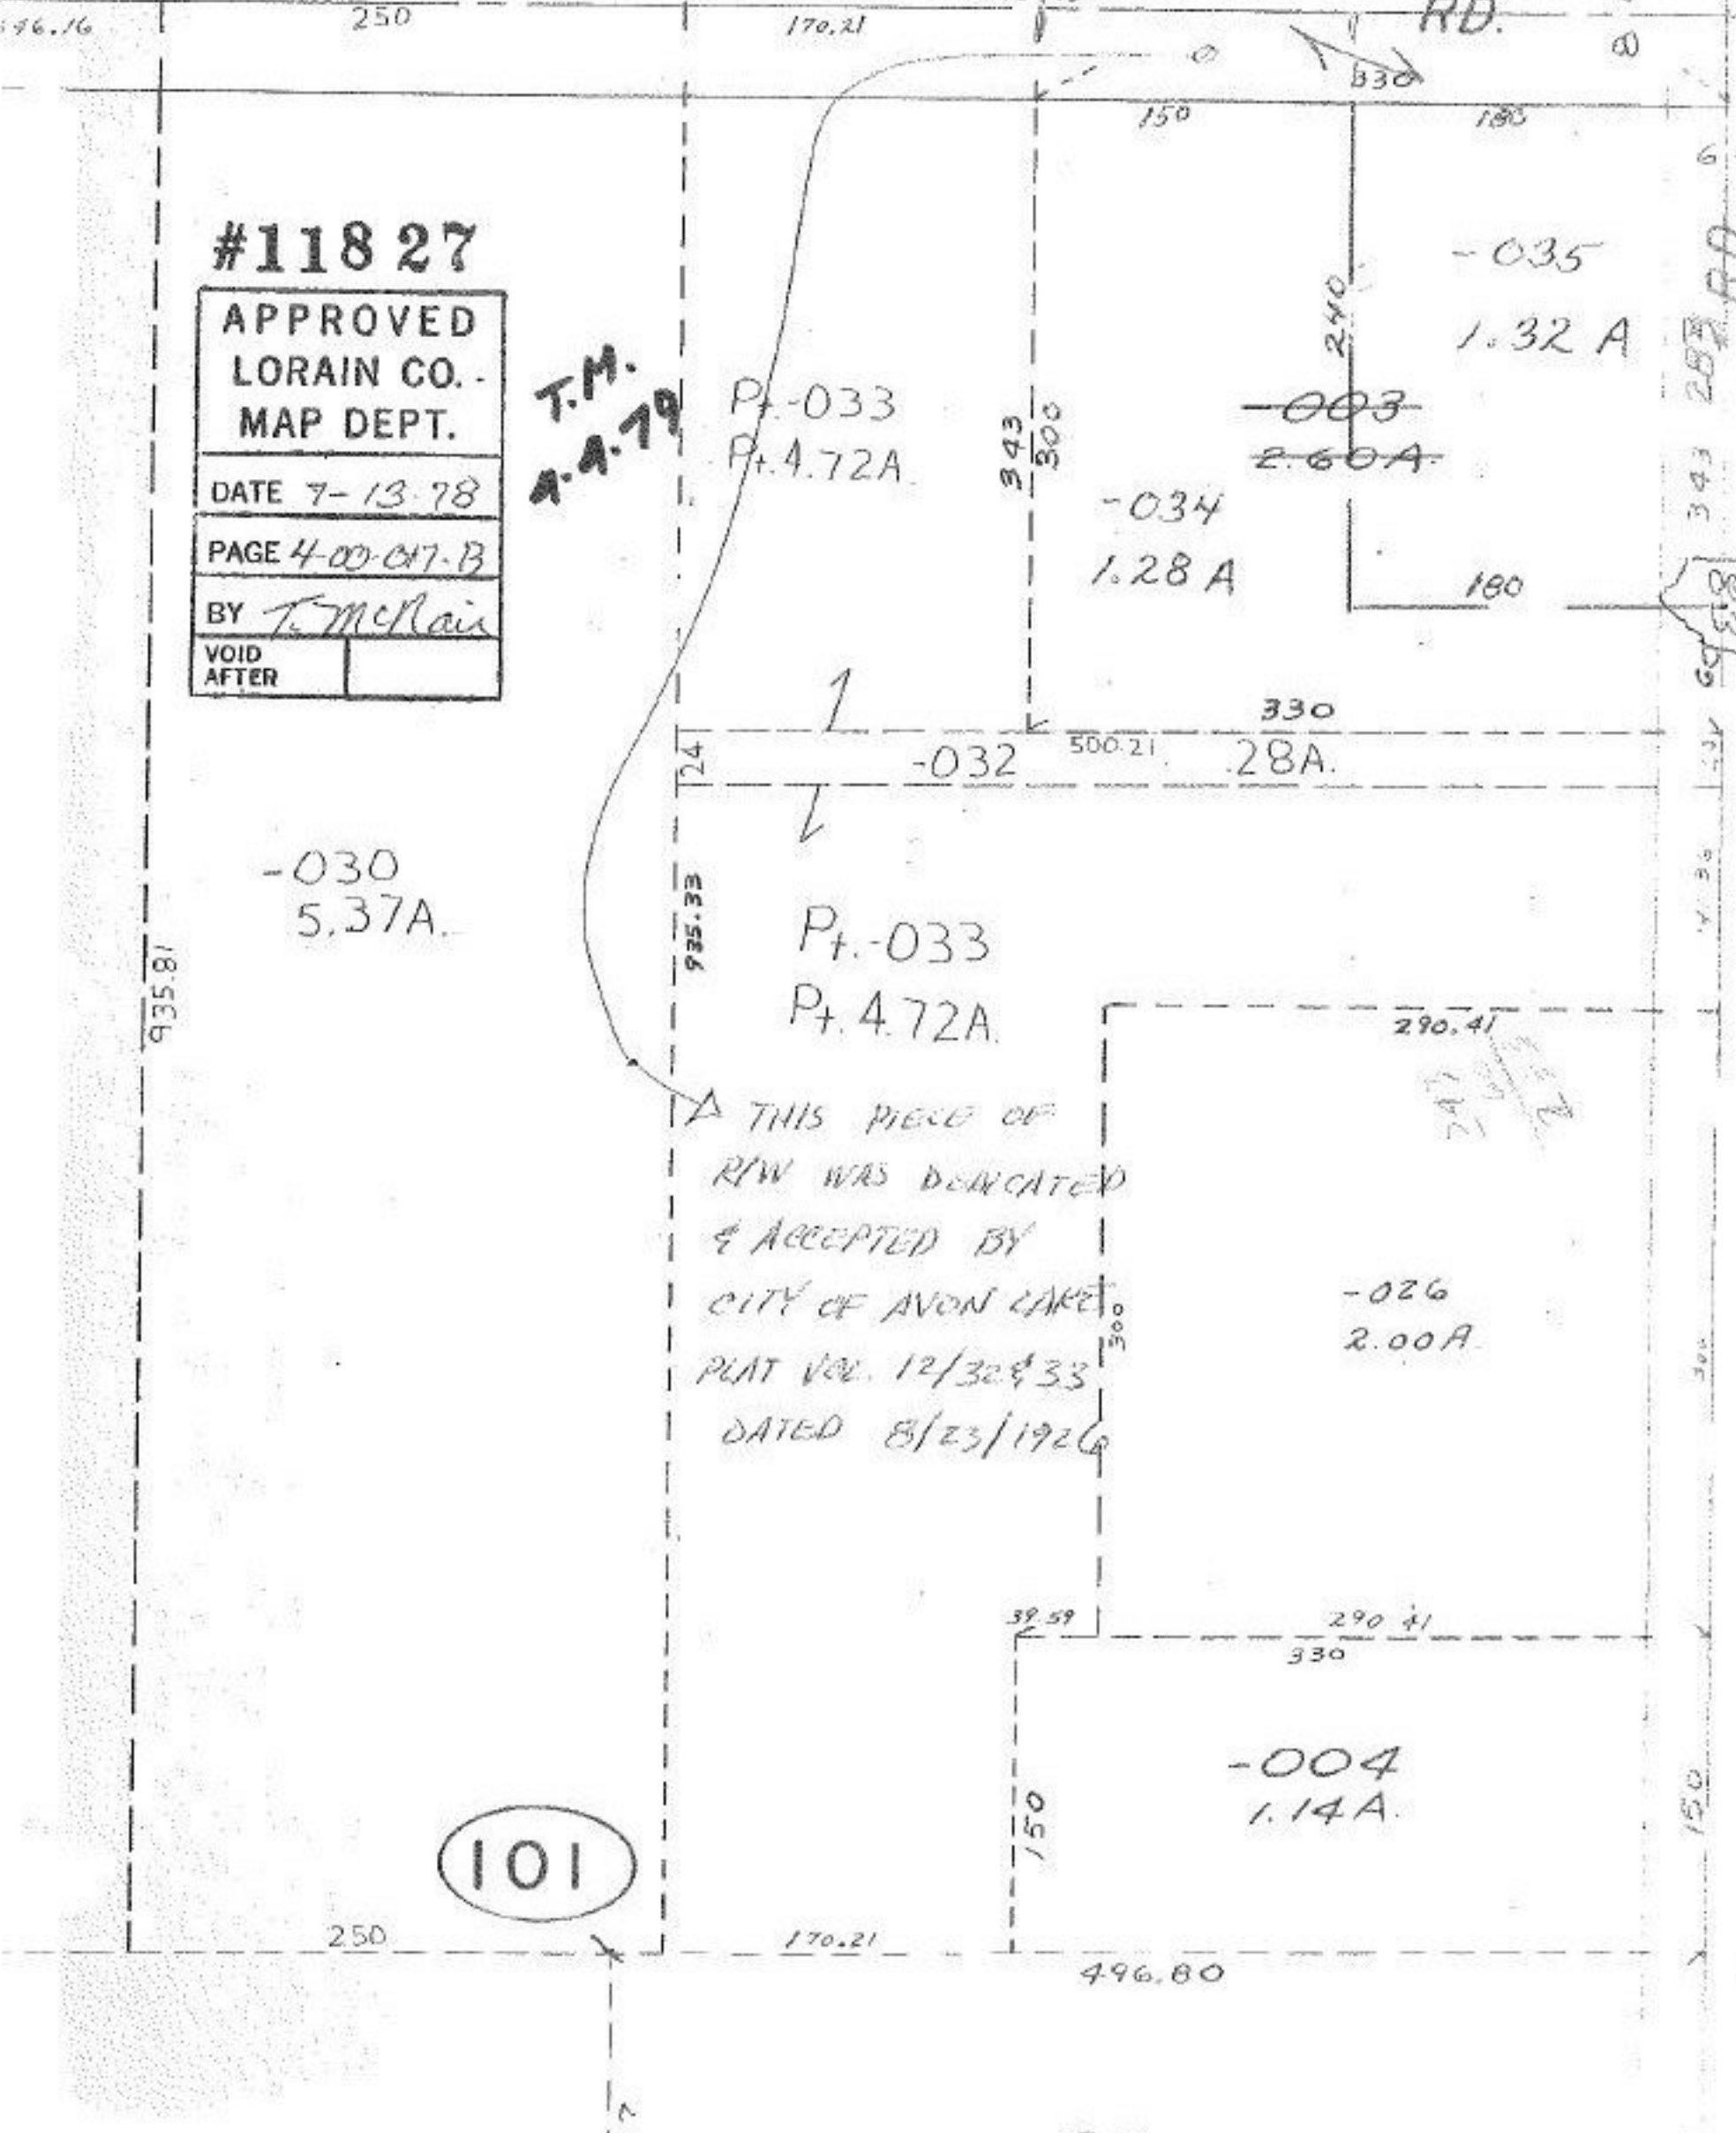 250
170.21
RD.
330
150
180
#11827
APPROVED
LORAIN CO.
MAP DEPT.
DATE 7-13-78
PAGE 4-00-017-B
BY T. McNair
VOID
AFTER
T.M.
4.4.79
Pt.-033
Pt. 4.72A.
343
300
240
-035
1.32 A
-003
2.60A.
-034
1.28 A
180
343
1
330
24
-032
500.21
.28A.
-030
5.37A.
935.81
935.33
Pt.-033
Pt. 4.72A.
290.41
THIS PIECE OF
R/W WAS DEDICATED
& ACCEPTED BY
CITY OF AVON LAKE
PLAT VOL. 12/32 & 33
DATED 8/23/1926
300
-026
2.00A.
300
39.59
290.41
330
-004
1.14A.
150
150
101
250
170.21
496.80
7